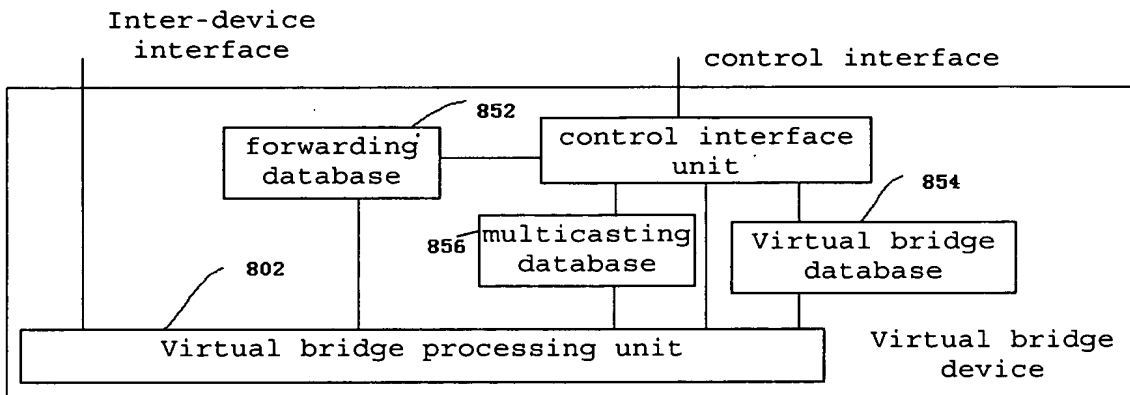 Inter-device
interface
control interface
852
forwarding
database
control interface
unit
854
856
multicasting
database
Virtual bridge
database
802
Virtual bridge processing unit
Virtual bridge
device